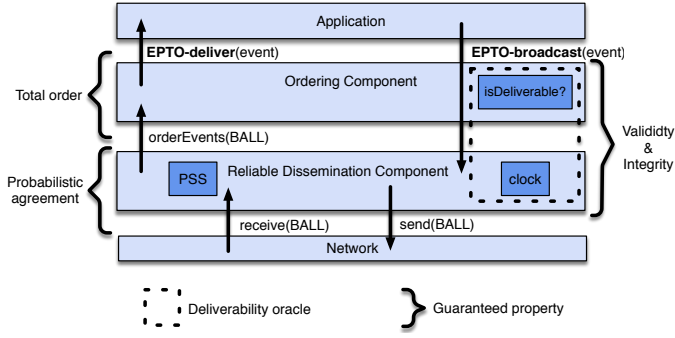 Application
EPTO-deliver(event)
EPTO-broadcast(event)
Ordering Component
isDeliverable?
Total order
orderEvents(BALL)
Validity
&
Integrity
Probabilistic
agreement
PSS
Reliable Dissemination Component
clock
receive(BALL)
send(BALL)
Network
Deliverability oracle
Guaranteed property